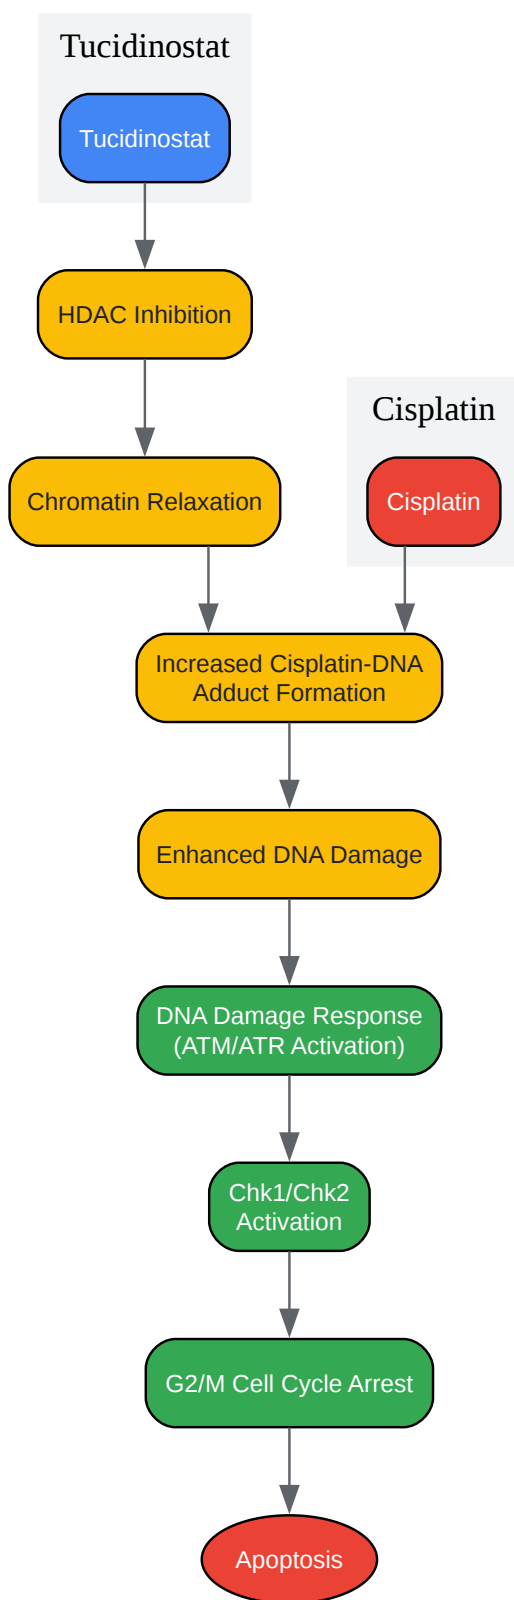 Tucidinostat
Tucidinostat
HDAC Inhibition
Cisplatin
Chromatin Relaxation
Cisplatin
Increased Cisplatin-DNA
Adduct Formation
Enhanced DNA Damage
DNA Damage Response
(ATM/ATR Activation)
Chk1/Chk2
Activation
G2/M Cell Cycle Arrest
Apoptosis